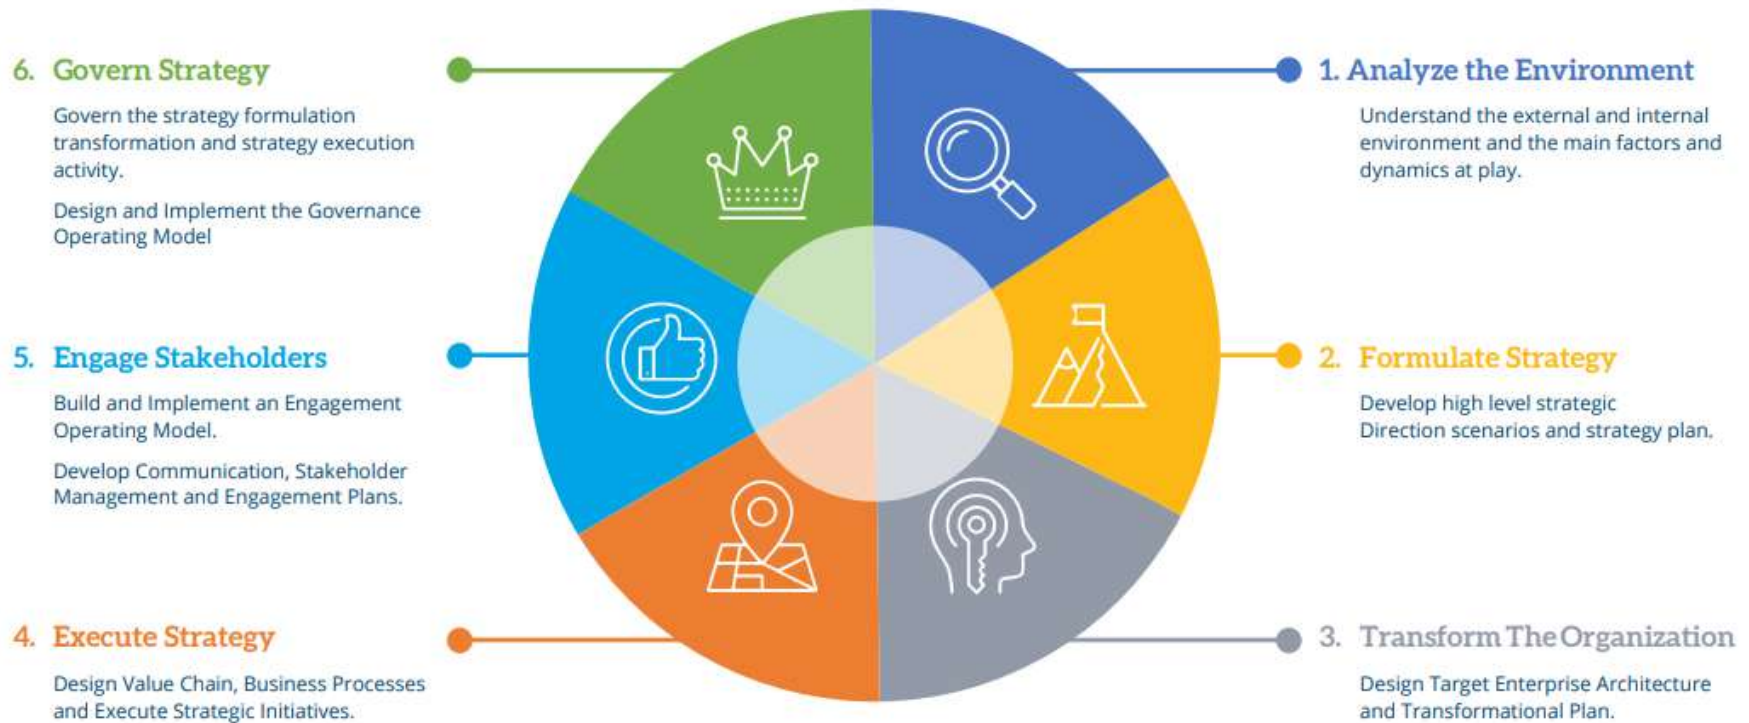 1. Analyze the Environment
Understand the external and internal
environment and the main factors and
dynamics at play.
2. Formulate Strategy
Develop high level strategic
Direction scenarios and strategy plan.
3. Transform The Organization
Design Target Enterprise Architecture
and Transformational Plan.
4. Execute Strategy
Design Value Chain, Business Processes
and Execute Strategic Initiatives.
5. Engage Stakeholders
Build and Implement an Engagement
Operating Model.
Develop Communication, Stakeholder
Management and Engagement Plans.
6. Govern Strategy
Govern the strategy formulation
transformation and strategy execution
activity.
Design and Implement the Governance
Operating Model